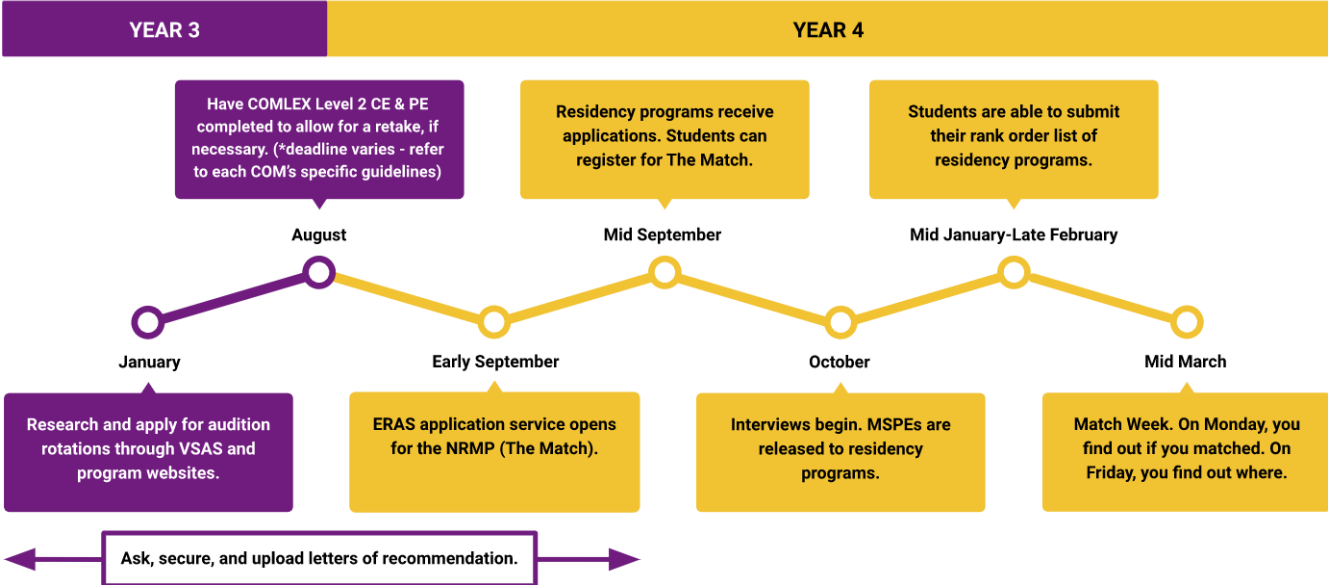 YEAR 3
YEAR 4
Have COMLEX Level 2 CE & PE
completed to allow for a retake, if
necessary. (*deadline varies - refer
to each COM's specific guidelines)
Residency programs receive
applications. Students can
register for The Match.
Students are able to submit
their rank order list of
residency programs.
August
Mid September
Mid January-Late February
January
Early September
October
Mid March
Research and apply for audition
rotations through VSAS and
program websites.
ERAS application service opens
for the NRMP (The Match).
Interviews begin. MSPEs are
released to residency
programs.
Match Week. On Monday, you
find out if you matched. On
Friday, you find out where.
Ask, secure, and upload letters of recommendation.